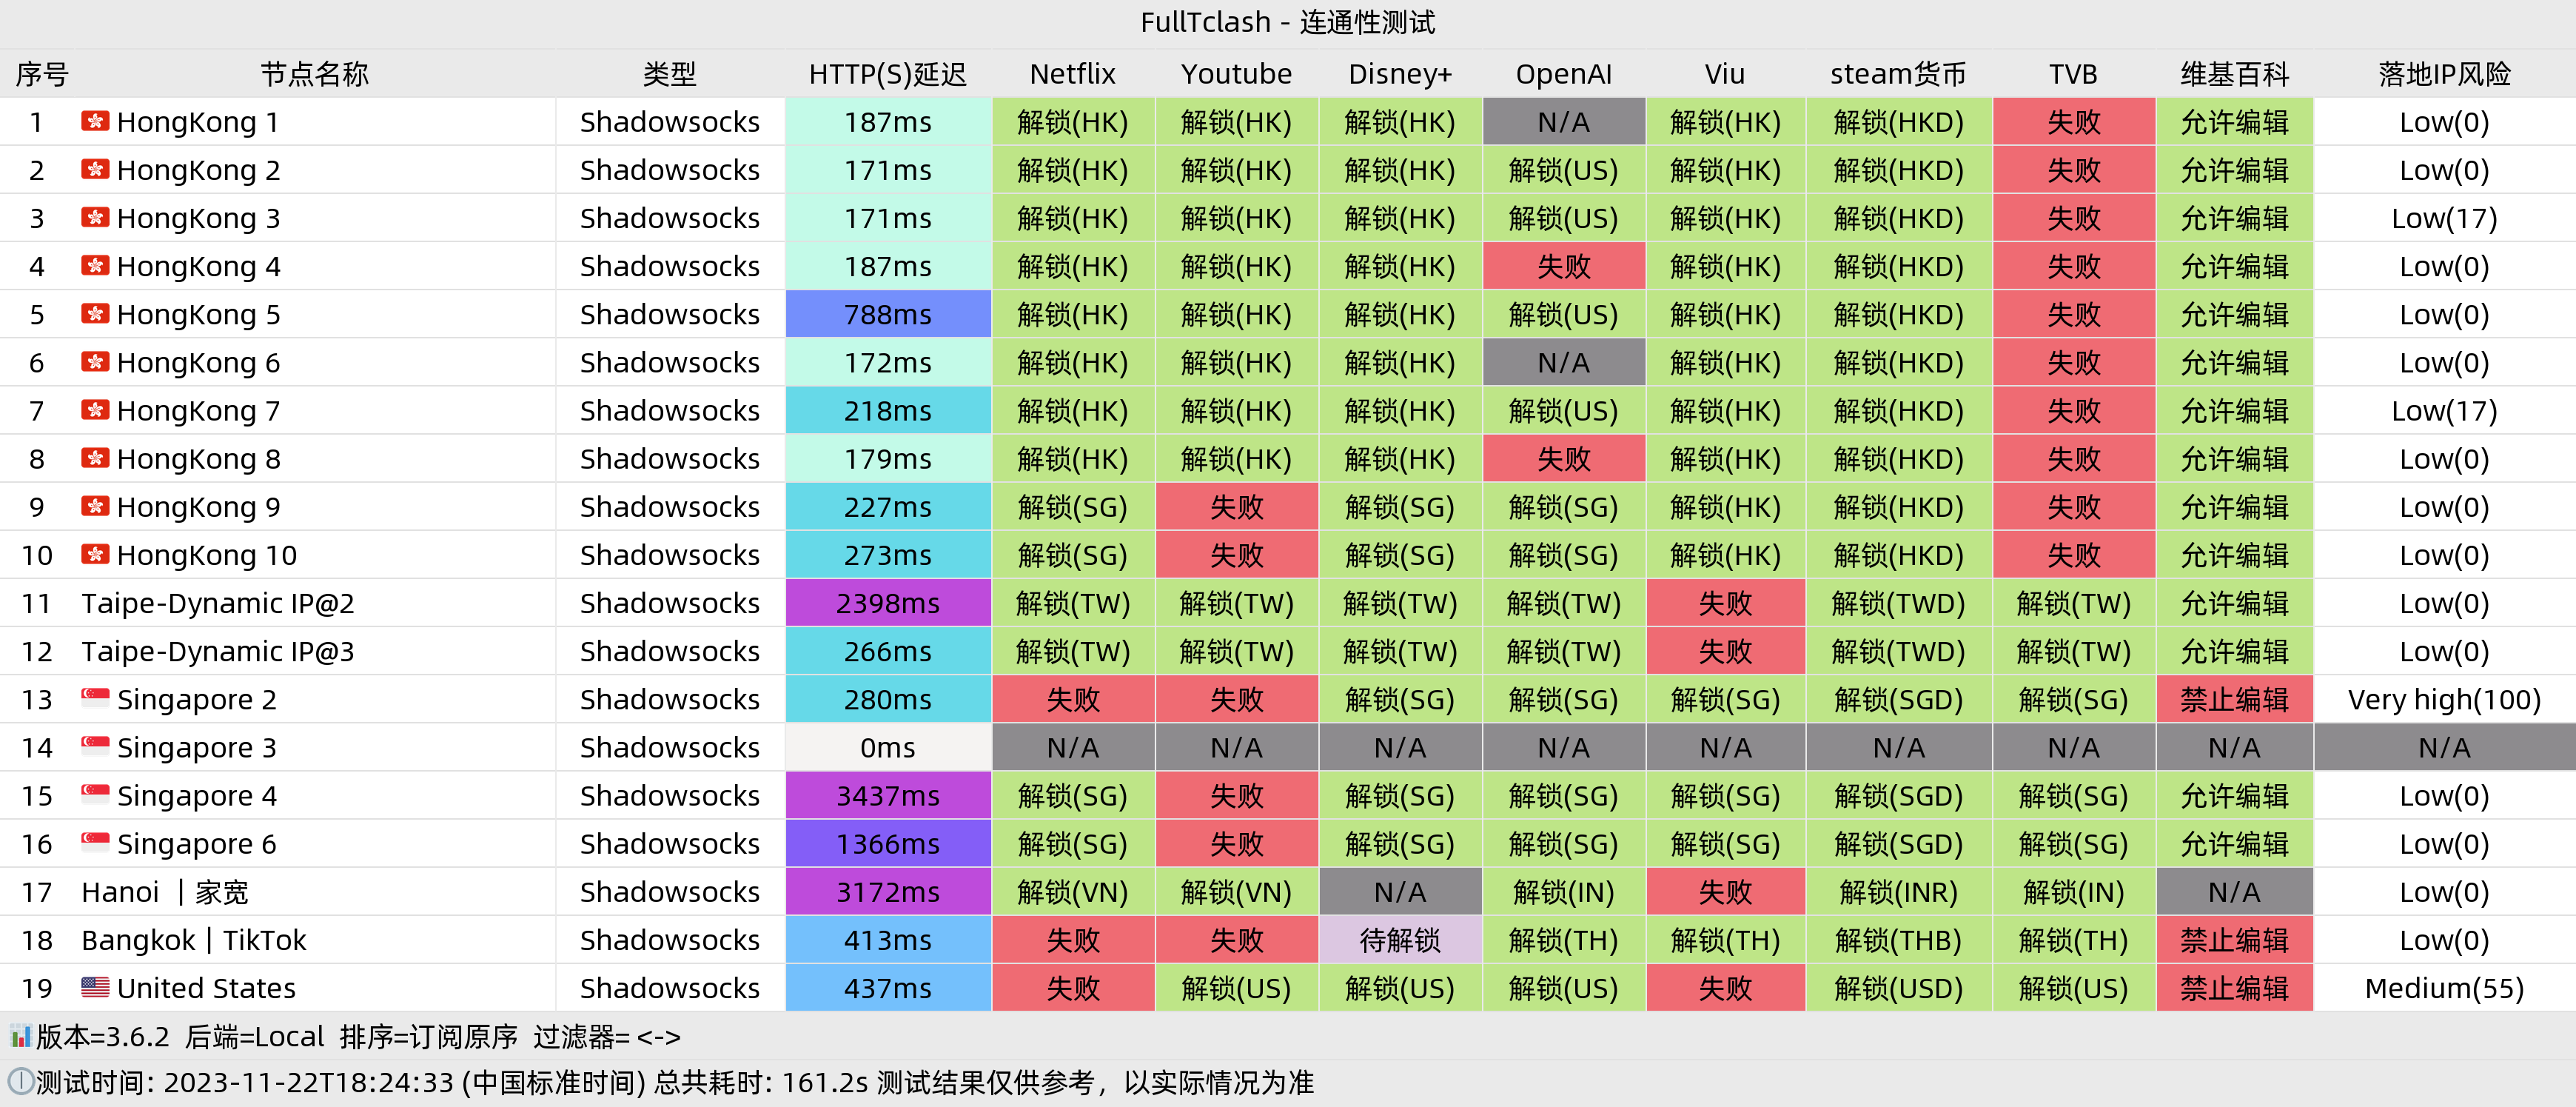 FullTclash - 连通性测试
序号 节点名称 类型 HTTP(S)延迟 Netflix Youtube Disney+ OpenAI Viu steam货币 TVB 维基百科 落地IP风险
1 HongKong 1 Shadowsocks 187ms 解锁(HK) 解锁(HK) 解锁(HK) N/A 解锁(HK) 解锁(HKD) 失败 允许编辑 Low(0)
2 HongKong 2 Shadowsocks 171ms 解锁(HK) 解锁(HK) 解锁(HK) 解锁(US) 解锁(HK) 解锁(HKD) 失败 允许编辑 Low(0)
3 HongKong 3 Shadowsocks 171ms 解锁(HK) 解锁(HK) 解锁(HK) 解锁(US) 解锁(HK) 解锁(HKD) 失败 允许编辑 Low(17)
4 HongKong 4 Shadowsocks 187ms 解锁(HK) 解锁(HK) 解锁(HK) 失败 解锁(HK) 解锁(HKD) 失败 允许编辑 Low(0)
5 HongKong 5 Shadowsocks 788ms 解锁(HK) 解锁(HK) 解锁(HK) 解锁(US) 解锁(HK) 解锁(HKD) 失败 允许编辑 Low(0)
6 HongKong 6 Shadowsocks 172ms 解锁(HK) 解锁(HK) 解锁(HK) N/A 解锁(HK) 解锁(HKD) 失败 允许编辑 Low(0)
7 HongKong 7 Shadowsocks 218ms 解锁(HK) 解锁(HK) 解锁(HK) 解锁(US) 解锁(HK) 解锁(HKD) 失败 允许编辑 Low(17)
8 HongKong 8 Shadowsocks 179ms 解锁(HK) 解锁(HK) 解锁(HK) 失败 解锁(HK) 解锁(HKD) 失败 允许编辑 Low(0)
9 HongKong 9 Shadowsocks 227ms 解锁(SG) 失败 解锁(SG) 解锁(SG) 解锁(HK) 解锁(HKD) 失败 允许编辑 Low(0)
10 HongKong 10 Shadowsocks 273ms 解锁(SG) 失败 解锁(SG) 解锁(SG) 解锁(HK) 解锁(HKD) 失败 允许编辑 Low(0)
11 Taipe-Dynamic IP@2 Shadowsocks 2398ms 解锁(TW) 解锁(TW) 解锁(TW) 解锁(TW) 失败 解锁(TWD) 解锁(TW) 允许编辑 Low(0)
12 Taipe-Dynamic IP@3 Shadowsocks 266ms 解锁(TW) 解锁(TW) 解锁(TW) 解锁(TW) 失败 解锁(TWD) 解锁(TW) 允许编辑 Low(0)
13 Singapore 2 Shadowsocks 280ms 失败 失败 解锁(SG) 解锁(SG) 解锁(SG) 解锁(SGD) 解锁(SG) 禁止编辑 Very high(100)
14 Singapore 3 Shadowsocks 0ms N/A N/A N/A N/A N/A N/A N/A N/A N/A
15 Singapore 4 Shadowsocks 3437ms 解锁(SG) 失败 解锁(SG) 解锁(SG) 解锁(SG) 解锁(SGD) 解锁(SG) 允许编辑 Low(0)
16 Singapore 6 Shadowsocks 1366ms 解锁(SG) 失败 解锁(SG) 解锁(SG) 解锁(SG) 解锁(SGD) 解锁(SG) 允许编辑 Low(0)
17 Hanoi ｜家宽 Shadowsocks 3172ms 解锁(VN) 解锁(VN) N/A 解锁(IN) 失败 解锁(INR) 解锁(IN) N/A Low(0)
18 Bangkok | TikTok Shadowsocks 413ms 失败 失败 待解锁 解锁(TH) 解锁(TH) 解锁(THB) 解锁(TH) 禁止编辑 Low(0)
19 United States Shadowsocks 437ms 失败 解锁(US) 解锁(US) 解锁(US) 失败 解锁(USD) 解锁(US) 禁止编辑 Medium(55)
版本=3.6.2 后端=Local 排序=订阅原序 过滤器= <->
测试时间: 2023-11-22T18:24:33 (中国标准时间) 总共耗时: 161.2s 测试结果仅供参考，以实际情况为准